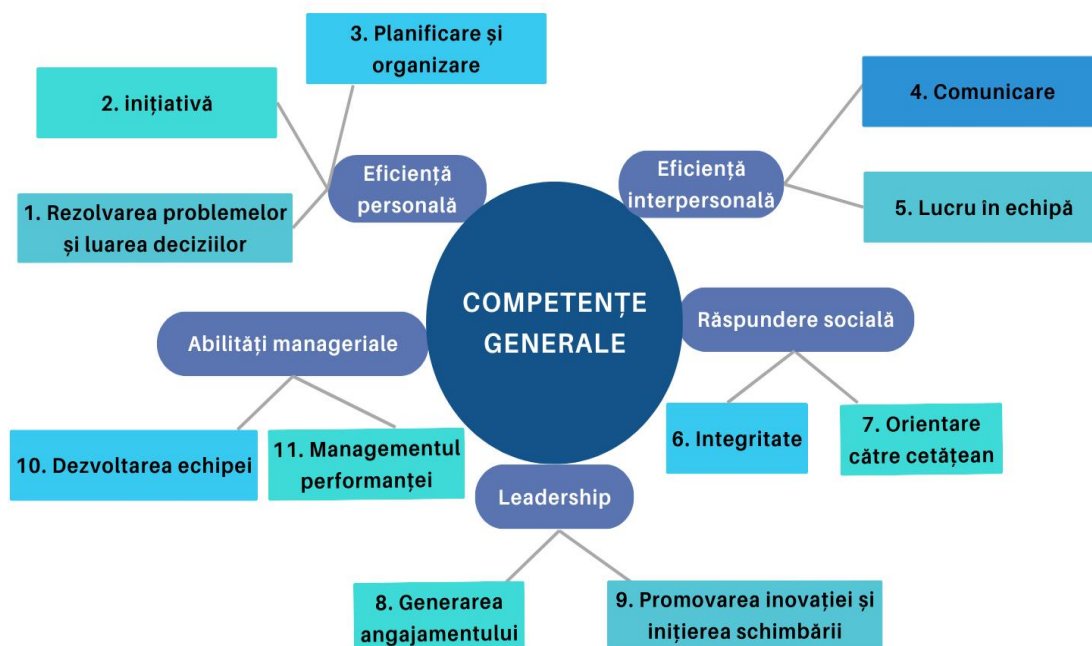 3. Planificare și
organizare
2. inițiativă
4. Comunicare
Eficiență
personală
Eficiență
interpersonală
1. Rezolvarea problemelor
și luarea deciziilor
5. Lucru în echipă
COMPETENȚE
GENERALE
Răspundere socială
Abilități manageriale
6. Integritate
7. Orientare
către cetățean
10. Dezvoltarea echipei
11. Managementul
performanței
Leadership
8. Generarea
angajamentului
9. Promovarea inovației și
inițierea schimbării